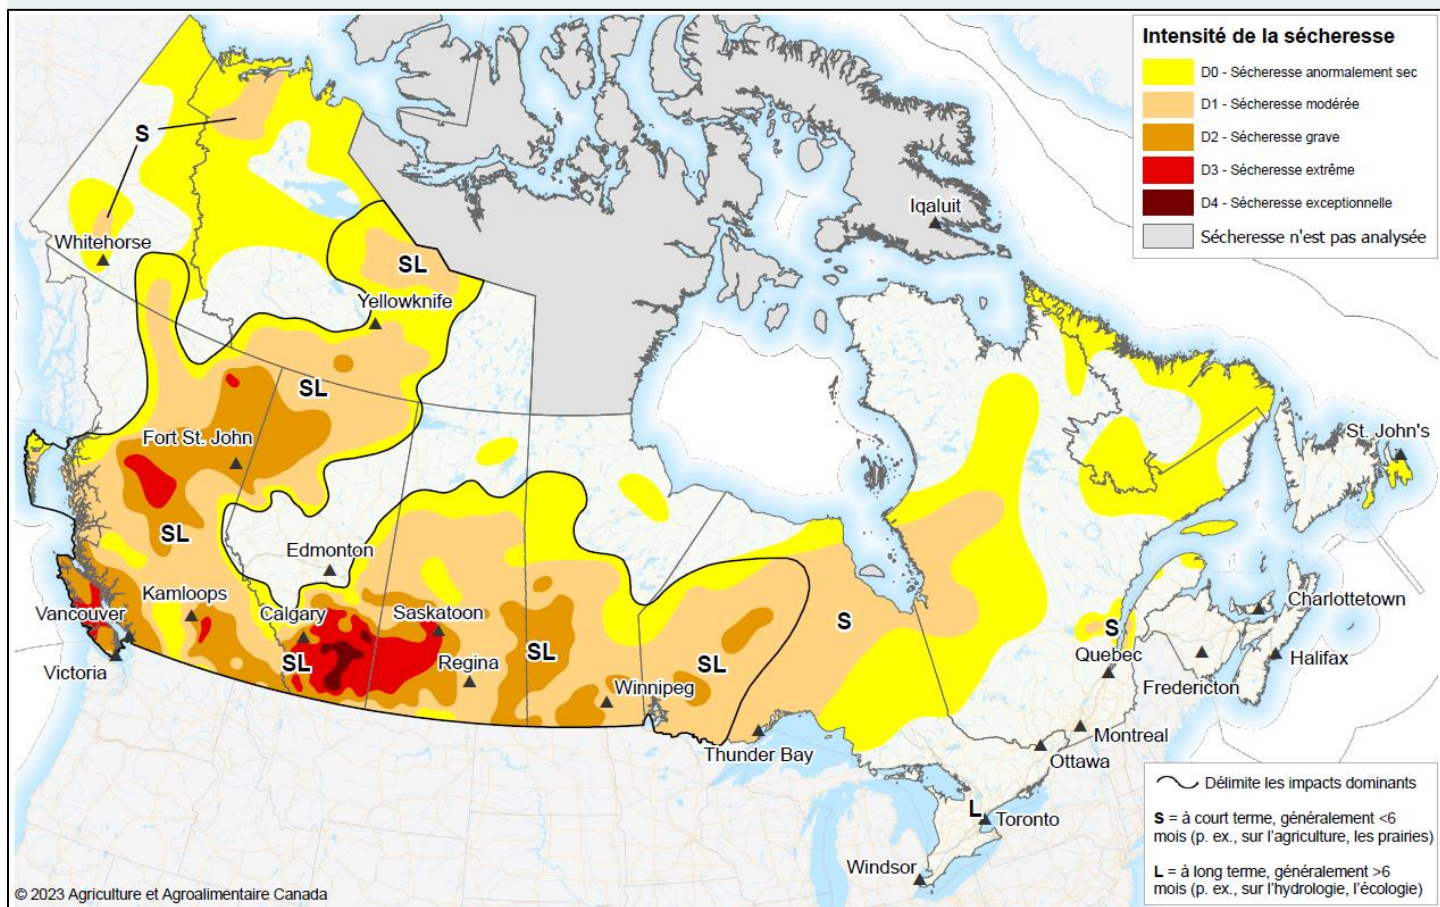 Intensité de la sécheresse
D0 - Sécheresse anormalement sec
D1 - Sécheresse modérée
D2 - Sécheresse grave
D3 - Sécheresse extrême
D4 - Sécheresse exceptionnelle
Sécheresse n'est pas analysée
S
Iqaluit
Whitehorse
SL
Yellowknife
SL
Fort St. John
St. John's
SL
Edmonton
Kamloops
Vancouver
Calgary
Saskatoon
S
S
Charlottetown
Victoria
SL
Regina
SL
SL
Quebec
Halifax
Winnipeg
Fredericton
Thunder Bay
Montreal
Ottawa
L
Toronto
Windsor
Délimite les impacts dominants
S = à court terme, généralement <6
mois (p. ex., sur l'agriculture, les prairies)
L = à long terme, généralement >6
mois (p. ex., sur l'hydrologie, l'écologie)
© 2023 Agriculture et Agroalimentaire Canada